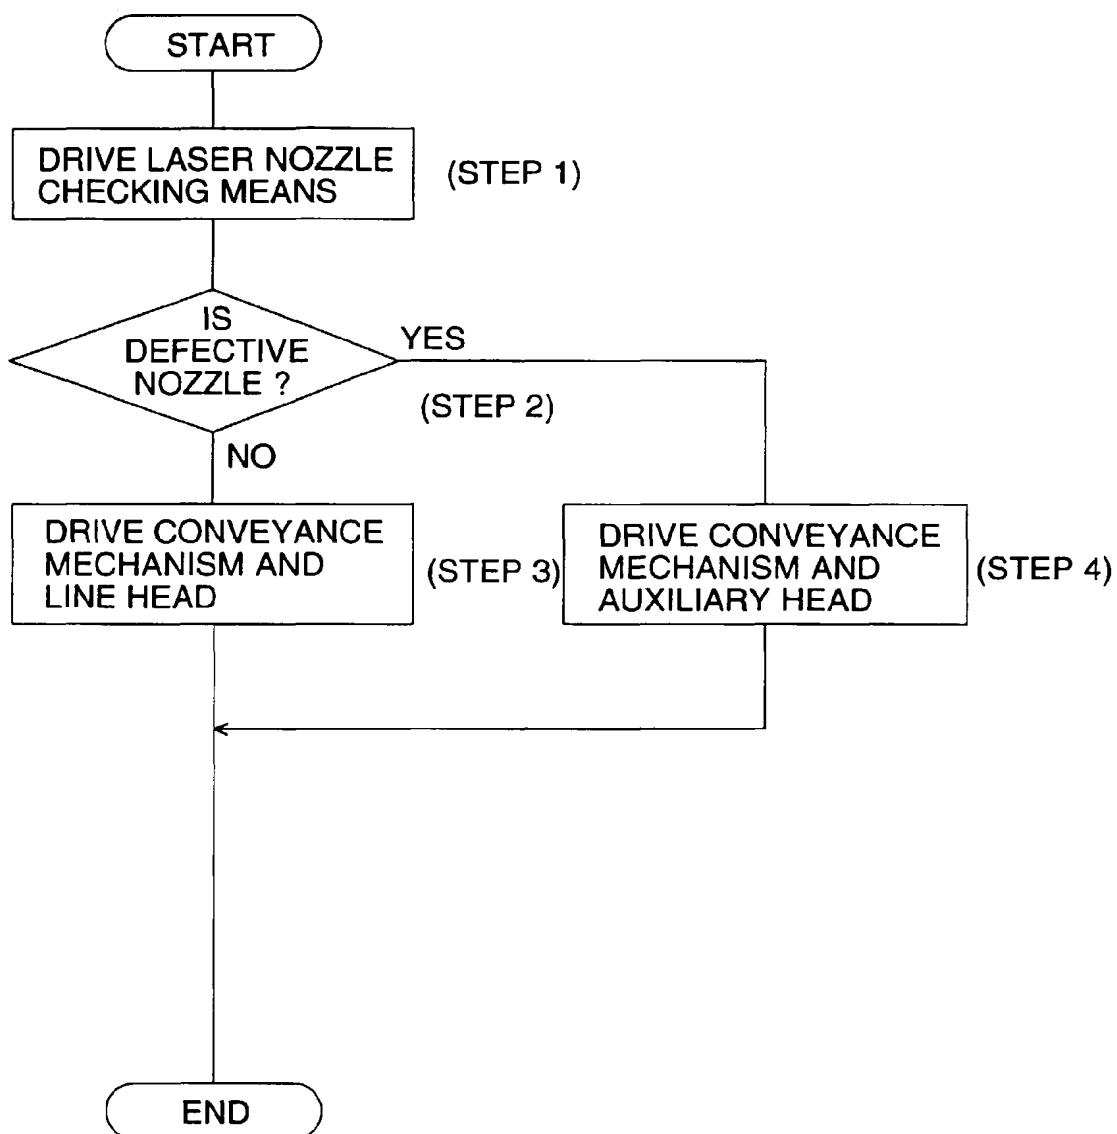 START
DRIVE LASER NOZZLE
CHECKING MEANS
(STEP 1)
IS
DEFECTIVE
NOZZLE ?
YES
(STEP 2)
NO
DRIVE CONVEYANCE
MECHANISM AND
LINE HEAD
(STEP 3)
DRIVE CONVEYANCE
MECHANISM AND
AUXILIARY HEAD
(STEP 4)
END